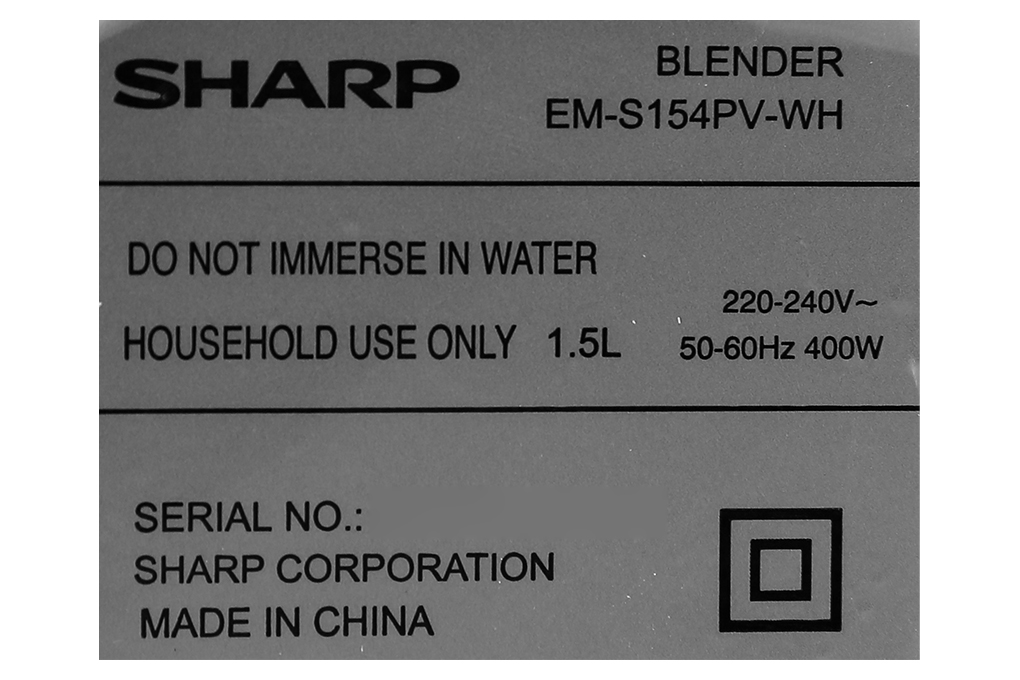 SHARP
BLENDER
EM-S154PV-WH
DO NOT IMMERSE IN WATER
HOUSEHOLD USE ONLY 1.5L
220-240V~
50-60Hz 400W
SERIAL NO.:
SHARP CORPORATION
MADE IN CHINA